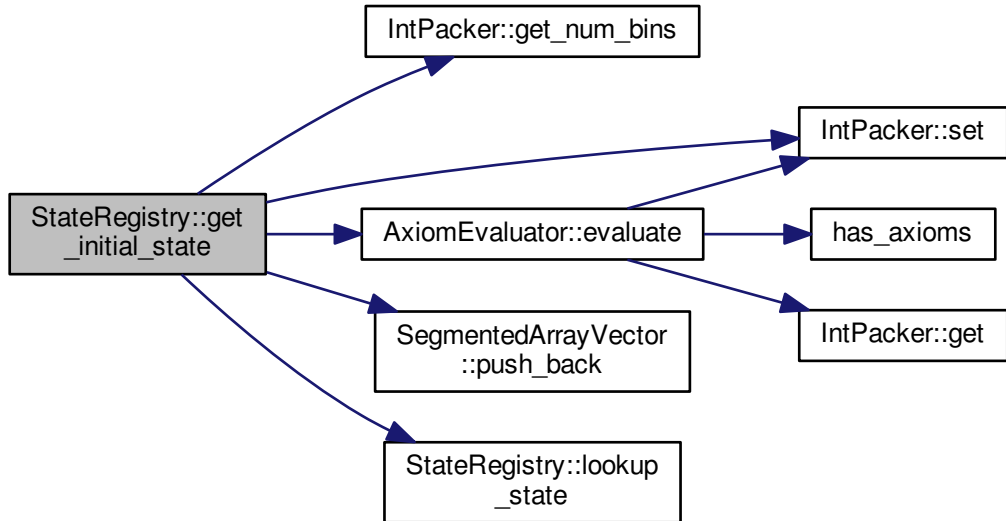 IntPacker::get_num_bins
IntPacker::set
StateRegistry::get
_initial_state
AxiomEvaluator::evaluate
has_axioms
IntPacker::get
SegmentedArrayVector
::push_back
StateRegistry::lookup
_state